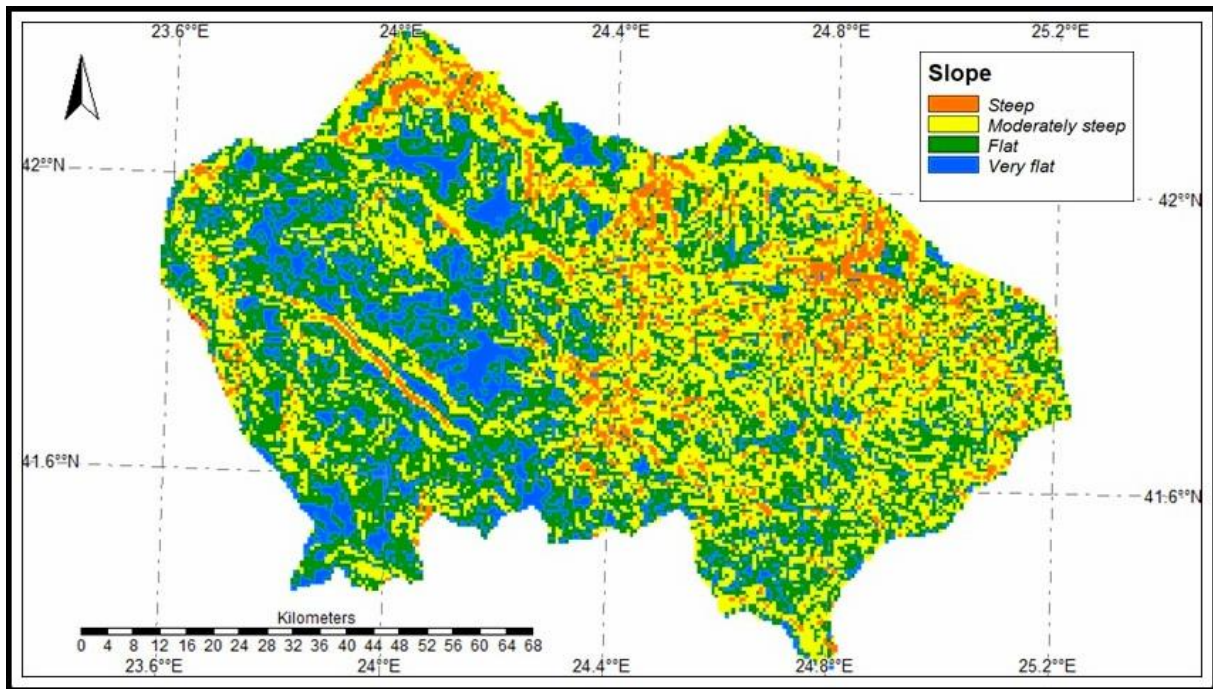 23.6°°E 24°°E 24.4°°E 24.8°°E 25.2°°E
Slope
Steep
Moderately steep
Flat
Very flat
42°°N 42°°N
41.6°°N 41.6°°N
Kilometers
0 4 8 12 16 20 24 28 32 36 40 44 48 52 56 60 64 68
23.6°°E 24°°E 24.4°°E 24.8°°E 25.2°°E